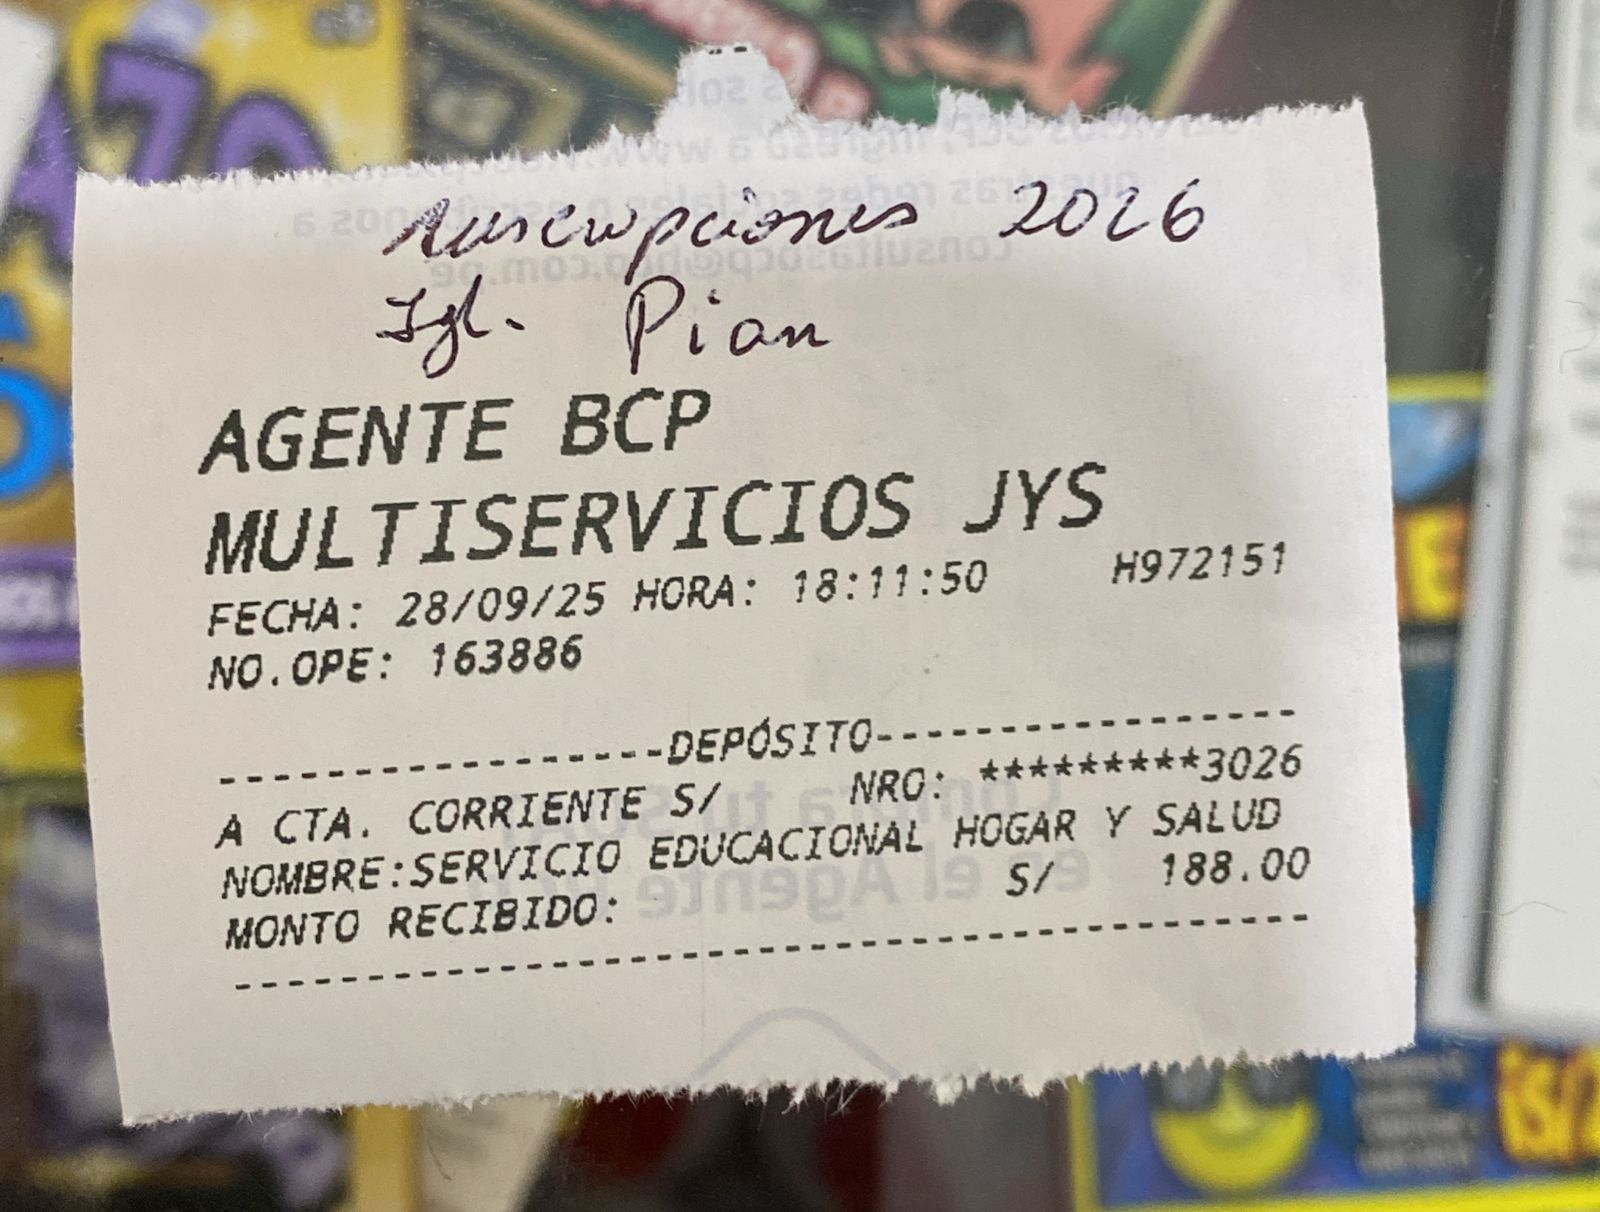 suscripciones 2026
Igl. Pian
AGENTE BCP
MULTISERVICIOS JYS
FECHA: 28/09/25 HORA: 18:11:50 H972151
NO.OPE: 163886
-----------------DEPÓSITO-----------------
A CTA. CORRIENTE S/ NRO: *********3026
NOMBRE:SERVICIO EDUCACIONAL HOGAR Y SALUD
MONTO RECIBIDO: S/ 188.00